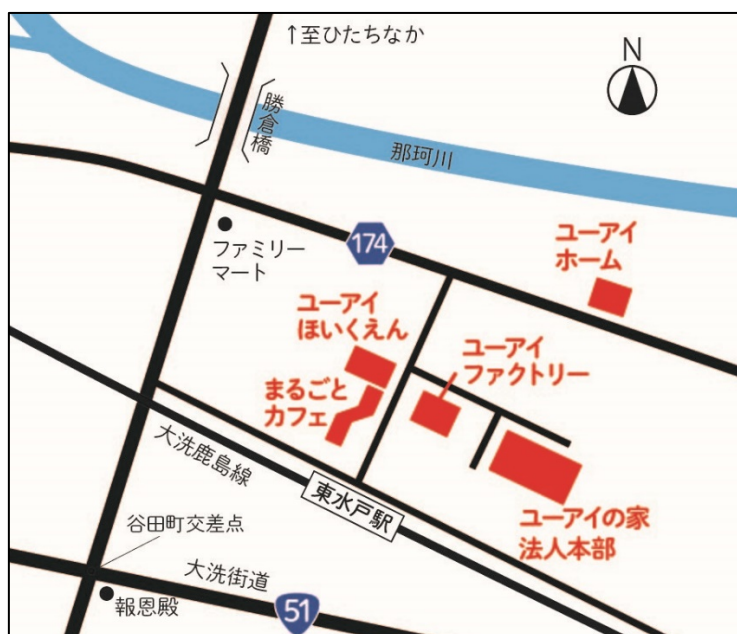 ↑至ひたちなか
N
勝倉橋
那珂川
174
ファミリー
マート
ユーアイ
ホーム
ユーアイ
ほいくえん
ユーアイ
ファクトリー
まるごと
カフェ
大洗鹿島線
東水戸駅
ユーアイの家
法人本部
谷田町交差点
大洗街道
51
報恩殿